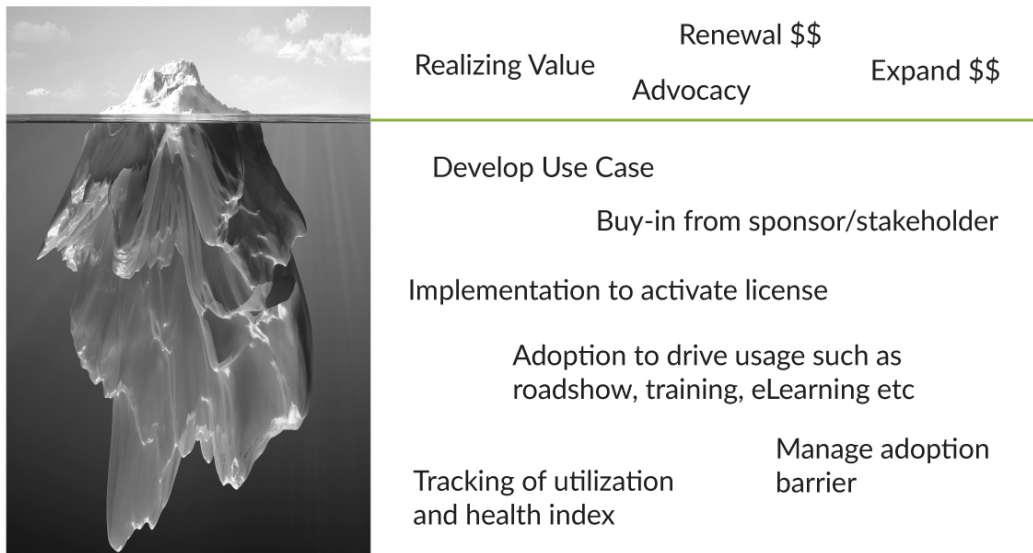 Renewal $$
Realizing Value
Expand $$
Advocacy
Develop Use Case
Buy-in from sponsor/stakeholder
Implementation to activate license
Adoption to drive usage such as
roadshow, training, eLearning etc
Manage adoption
barrier
Tracking of utilization
and health index